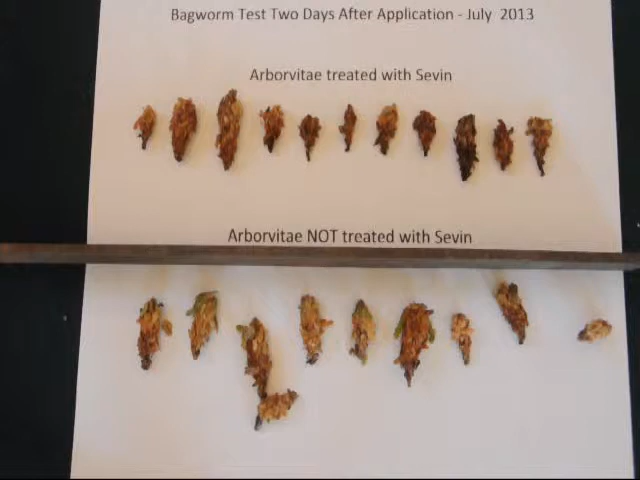 Bagworm Test Two Days After Application - July 2013
Arborvitae treated with Sevin
Arborvitae NOT treated with Sevin